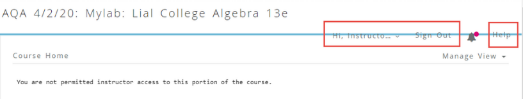 AQA 4/2/20: Mylab: Lial College Algebra 13e
Hi, Instructo… Sign Out Help
Course Home Manage View
You are not permitted instructor access to this portion of the course.